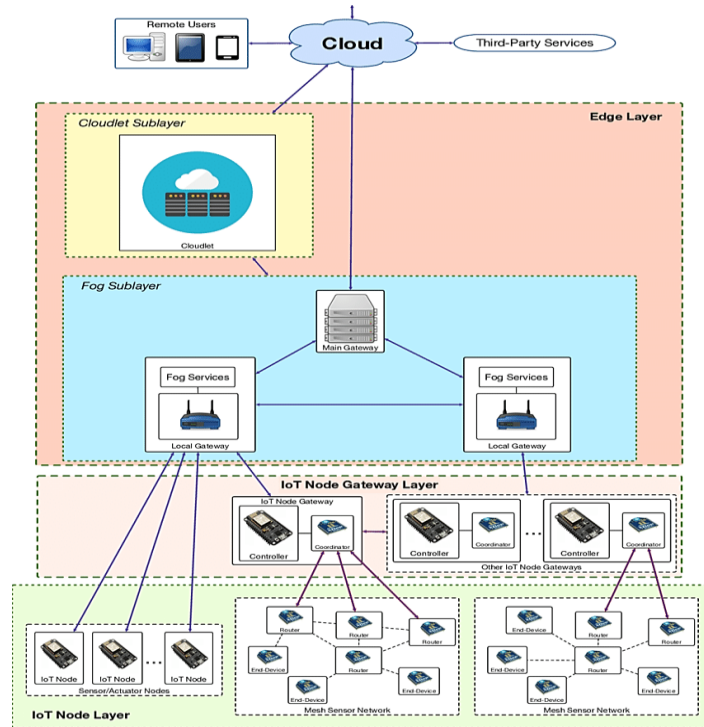 Remote Users
Cloud
Third-Party Services
Edge Layer
Cloudlet Sublayer
Cloudlet
Fog Sublayer
Main Gateway
Fog Services
Local Gateway
Fog Services
Local Gateway
IoT Node Gateway Layer
IoT Node Gateway
Controller
Coordinator
Controller
Coordinator
...
Controller
Coordinator
Other IoT Node Gateways
IoT Node
IoT Node
...
IoT Node
Sensor/Actuator Nodes
Router
Router
Router
End-Device
Router
End-Device
End-Device
Mesh Sensor Network
End-Device
Router
Router
End-Device
Router
End-Device
End-Device
Mesh Sensor Network
IoT Node Layer